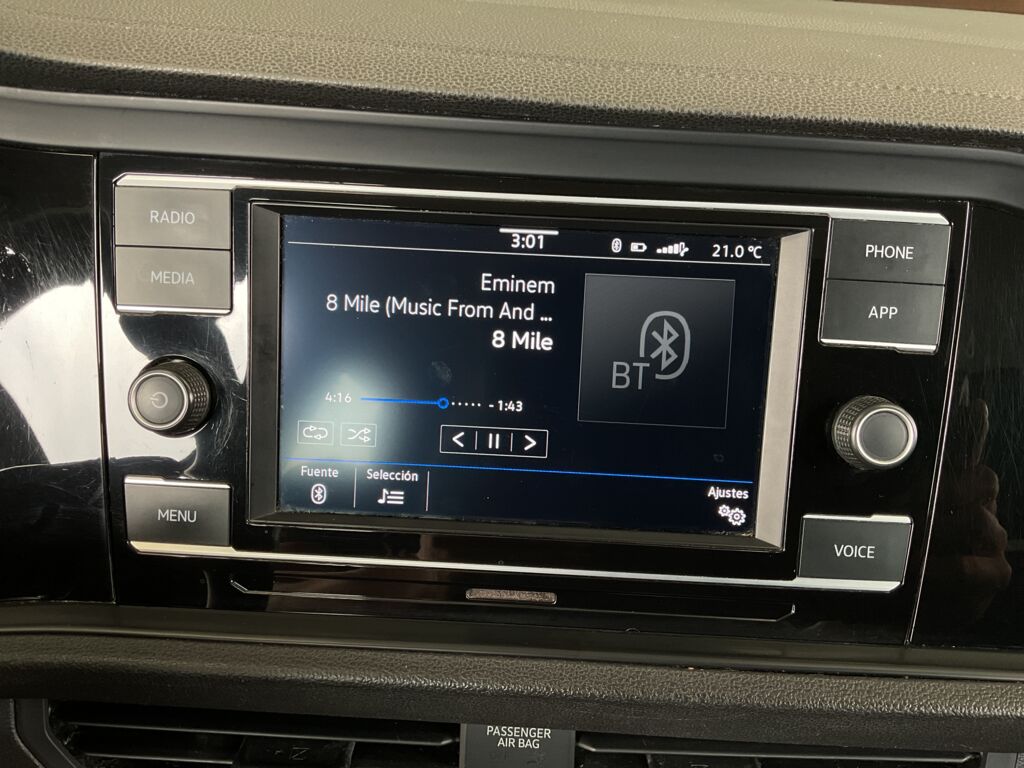 RADIO
MEDIA
MENU
3:01
21.0 °C
Eminem
8 Mile (Music From And ...
8 Mile
BT
4:16
- 1:43
Fuente
Selección
Ajustes
PHONE
APP
VOICE
PASSENGER
AIR BAG